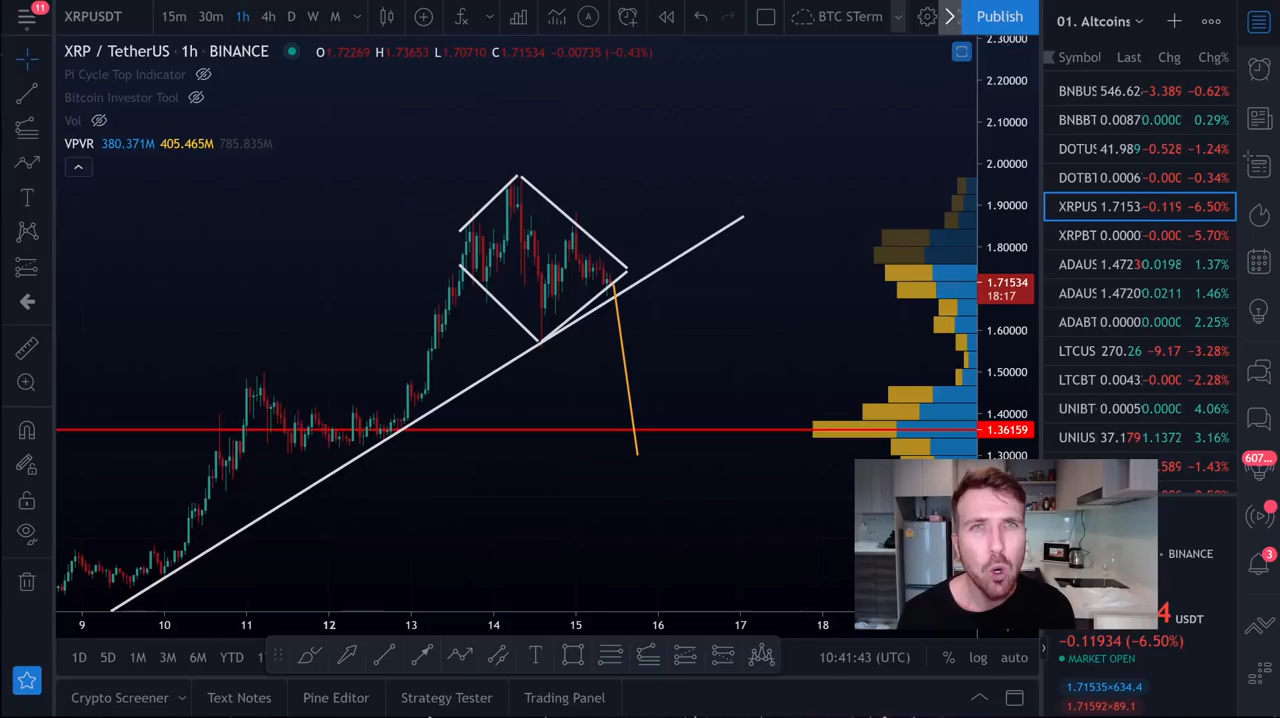 11
XRPUSDT 15m 30m 1h 4h D W M BTC STerm Publish 01. Altcoins
XRP / TetherUS · 1h · BINANCE O1.72269 H1.73653 L1.70710 C1.71534 −0.00735 (−0.43%)
Pi Cycle Top Indicator
Bitcoin Investor Tool
Vol
VPVR 380.371M 405.465M 785.835M
2.30000
2.20000
2.10000
2.00000
1.90000
1.80000
1.71534
18:17
1.60000
1.50000
1.40000
1.36159
1.30000
Symbol Last Chg Chg%
BNBUS 546.62 −3.389 −0.62%
BNBBT 0.0087 0.000C 0.29%
DOTUS 41.989 −0.528 −1.24%
DOTBT 0.0006 −0.000 −0.34%
XRPUS 1.7153 −0.119 −6.50%
XRPBT 0.0000 −0.000 −5.70%
ADAUS 1.4723 0.0198 1.37%
ADAUS 1.4720 0.0211 1.46%
ADABT 0.0000 0.0000 2.25%
LTCUS 270.26 −9.17 −3.28%
LTCBT 0.0043 −0.000 −2.28%
UNIBT 0.0005 0.000C 4.06%
UNIUS 37.179 1.1372 3.16%
.589 −1.43%
607...
BINANCE
4 USDT
−0.11934 (−6.50%)
MARKET OPEN
1.71535×634.4
1.71592×89.1
3
9 10 11 12 13 14 15 16 17 18
1D 5D 1M 3M 6M YTD 10:41:43 (UTC) % log auto
Crypto Screener Text Notes Pine Editor Strategy Tester Trading Panel